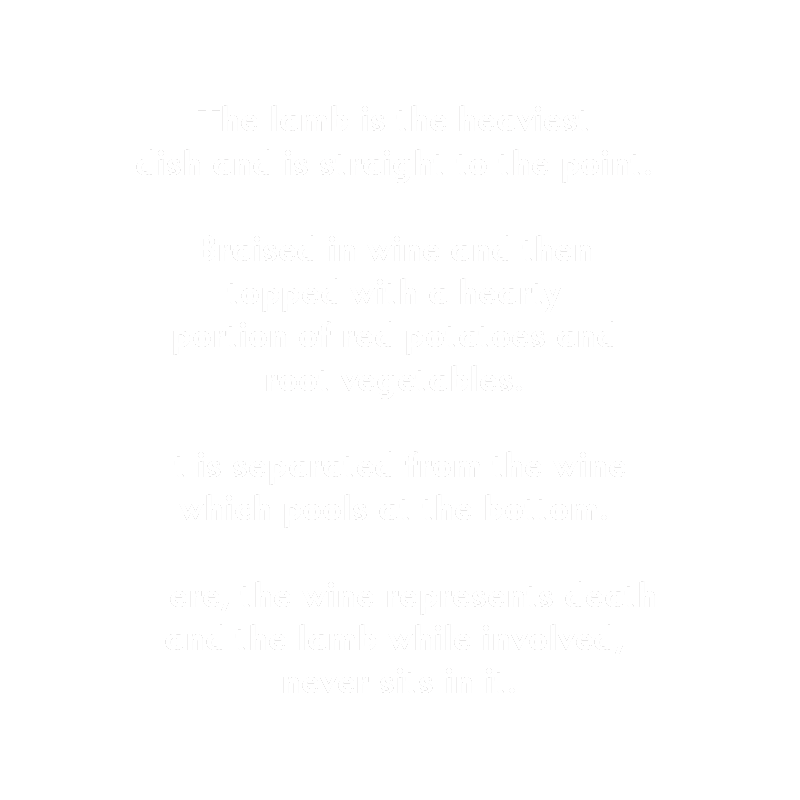 The lamb is the heaviest
dish and is straight to the point.
Braised in wine and then
topped with a hearty
portion of red potatoes and
root vegetables.
It is separated from the wine
which pools at the bottom.
Here, the wine represents death
and the lamb while involved,
never sits in it.